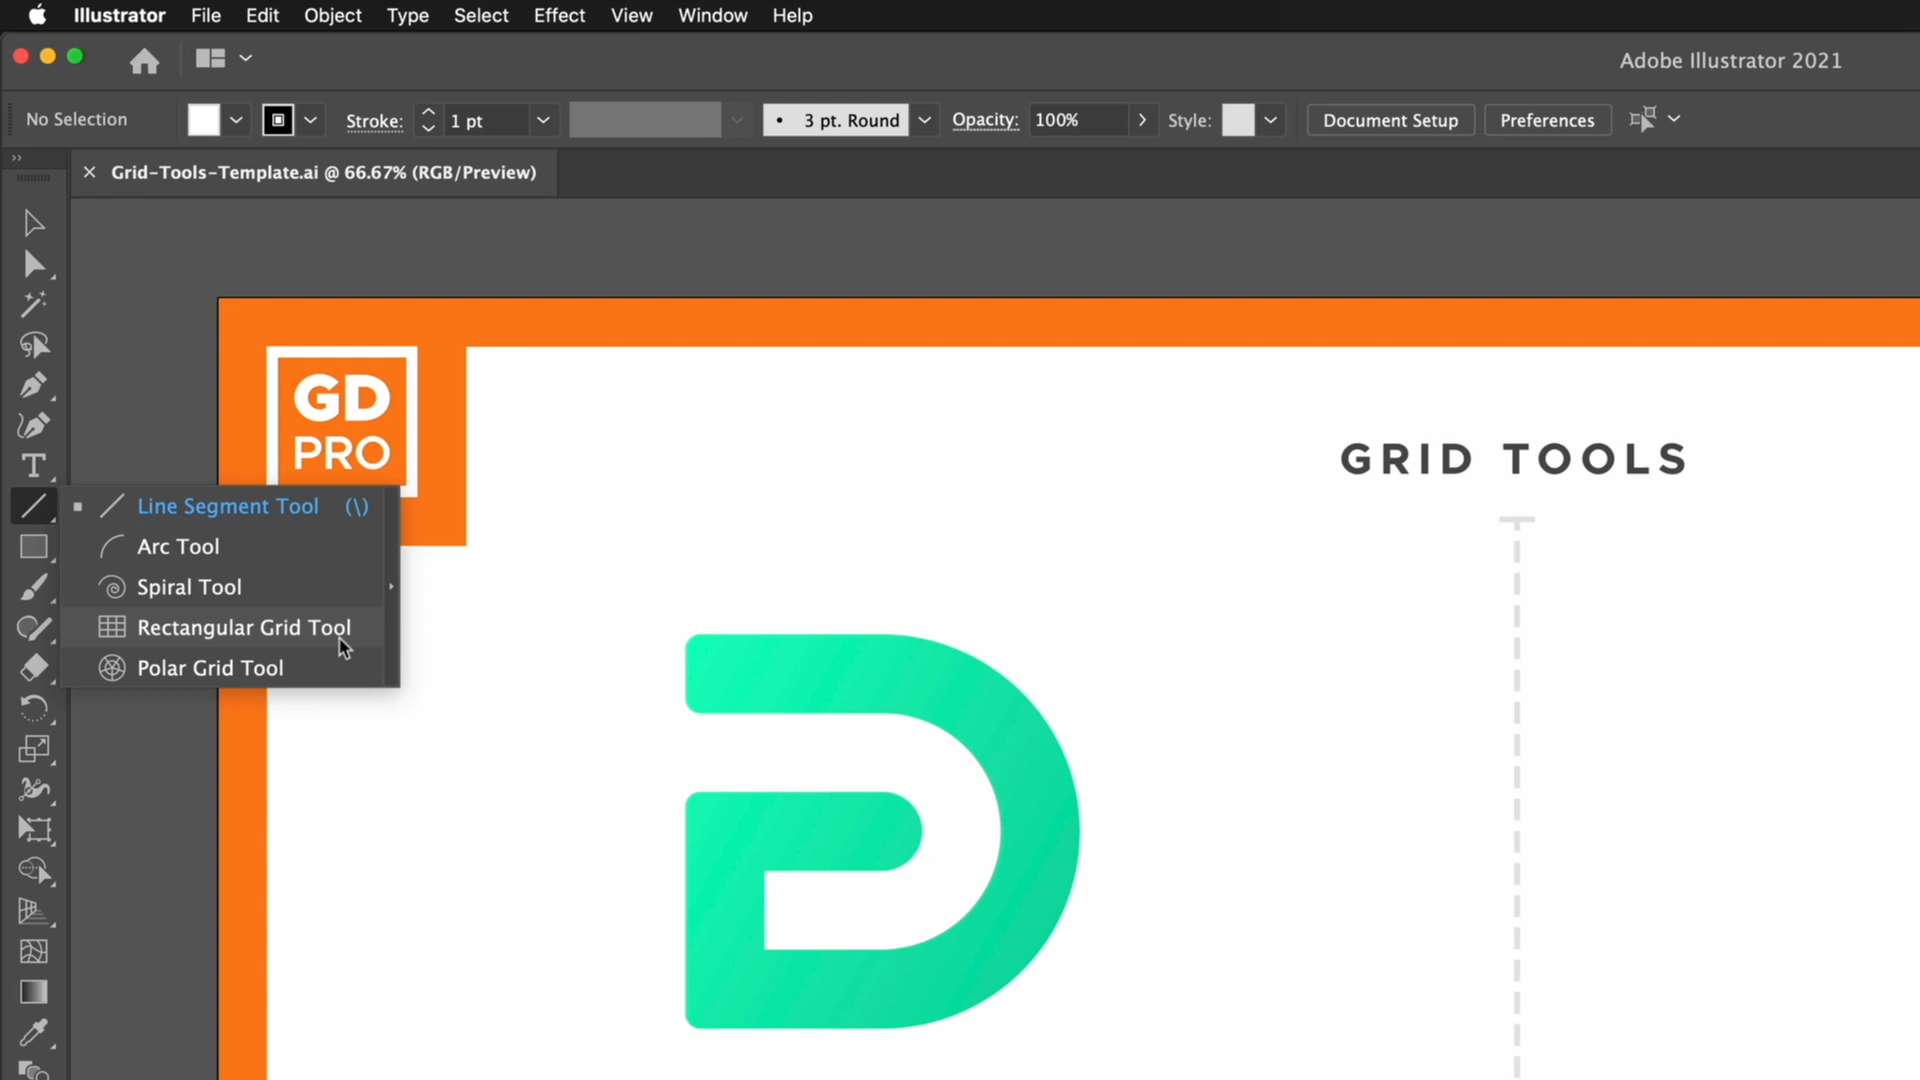 Illustrator File Edit Object Type Select Effect View Window Help
Adobe Illustrator 2021
No Selection Stroke: 1 pt • 3 pt. Round Opacity: 100% Style: Document Setup Preferences
Grid-Tools-Template.ai @ 66.67% (RGB/Preview)
GD
PRO
GRID TOOLS
Line Segment Tool (\)
Arc Tool
Spiral Tool
Rectangular Grid Tool
Polar Grid Tool